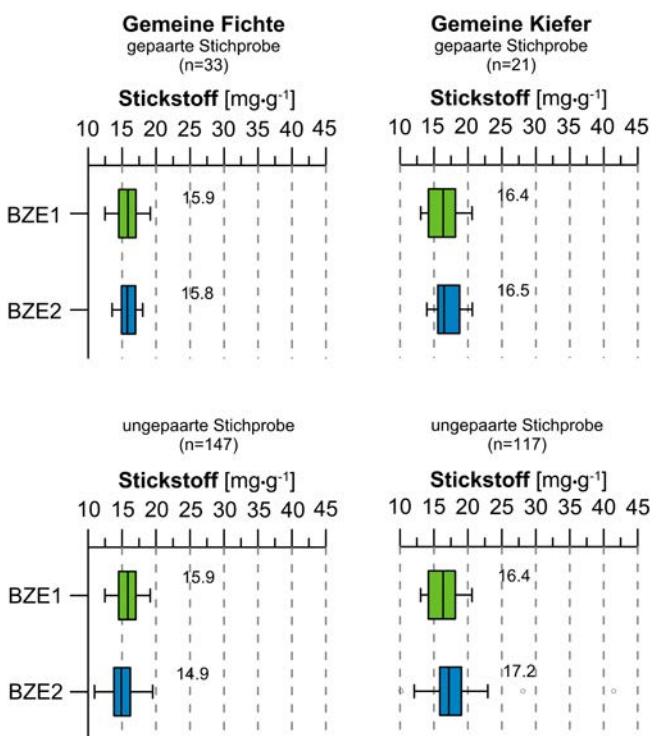 Gemeine Fichte
gepaarte Stichprobe
(n=33)
Stickstoff [mg·g⁻¹]
10 15 20 25 30 35 40 45
BZE1
15.9
BZE2
15.8
Gemeine Kiefer
gepaarte Stichprobe
(n=21)
Stickstoff [mg·g⁻¹]
10 15 20 25 30 35 40 45
16.4
16.5
ungepaarte Stichprobe
(n=147)
Stickstoff [mg·g⁻¹]
10 15 20 25 30 35 40 45
BZE1
15.9
BZE2
14.9
ungepaarte Stichprobe
(n=117)
Stickstoff [mg·g⁻¹]
10 15 20 25 30 35 40 45
16.4
17.2